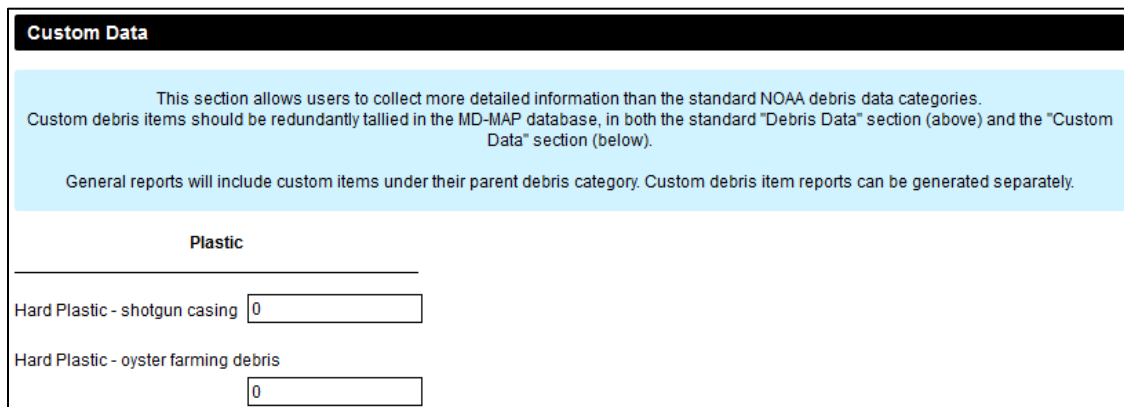 Custom Data
This section allows users to collect more detailed information than the standard NOAA debris data categories.
Custom debris items should be redundantly tallied in the MD-MAP database, in both the standard "Debris Data" section (above) and the "Custom
Data" section (below).
General reports will include custom items under their parent debris category. Custom debris item reports can be generated separately.
Plastic
Hard Plastic - shotgun casing 0
Hard Plastic - oyster farming debris
0